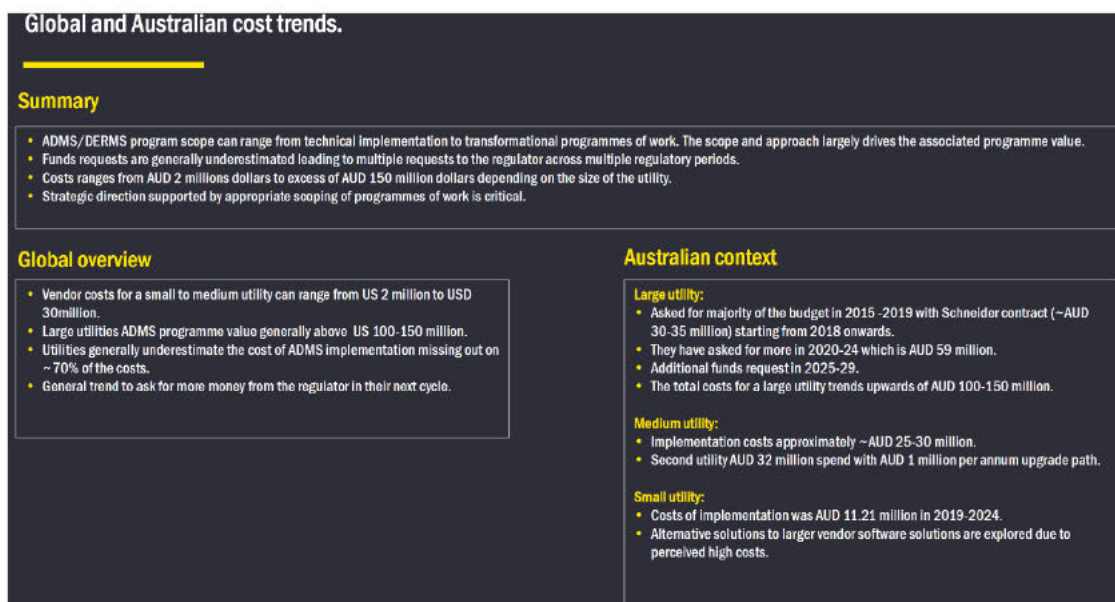 Global and Australian cost trends.
Summary
• ADMS/DERMS program scope can range from technical implementation to transformational programmes of work. The scope and approach largely drives the associated programme value.
• Funds requests are generally underestimated leading to multiple requests to the regulator across multiple regulatory periods.
• Costs ranges from AUD 2 millions dollars to excess of AUD 150 million dollars depending on the size of the utility.
• Strategic direction supported by appropriate scoping of programmes of work is critical.
Global overview
• Vendor costs for a small to medium utility can range from US 2 million to USD
30million.
• Large utilities ADMS programme value generally above US 100-150 million.
• Utilities generally underestimate the cost of ADMS implementation missing out on
~70% of the costs.
• General trend to ask for more money from the regulator in their next cycle.
Australian context
Large utility:
• Asked for majority of the budget in 2015 -2019 with Schneider contract (~AUD
30-35 million) starting from 2018 onwards.
• They have asked for more in 2020-24 which is AUD 59 million.
• Additional funds request in 2025-29.
• The total costs for a large utility trends upwards of AUD 100-150 million.
Medium utility:
• Implementation costs approximately ~AUD 25-30 million.
• Second utility AUD 32 million spend with AUD 1 million per annum upgrade path.
Small utility:
• Costs of implementation was AUD 11.21 million in 2019-2024.
• Alternative solutions to larger vendor software solutions are explored due to
perceived high costs.